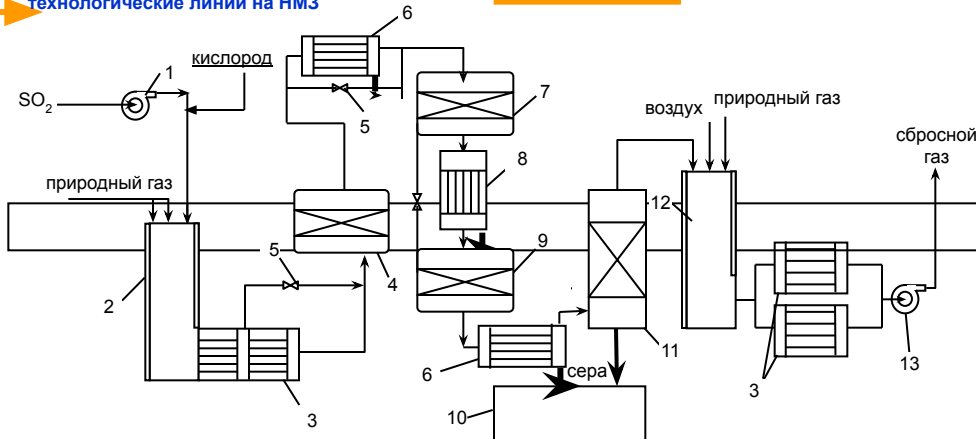 технологические линии на НМЗ
6
кислород
1
SO2
5
7
воздух
природный газ
сбросной
газ
8
природный газ
12
5
9
4
2
11
6
сера
13
3
10
3